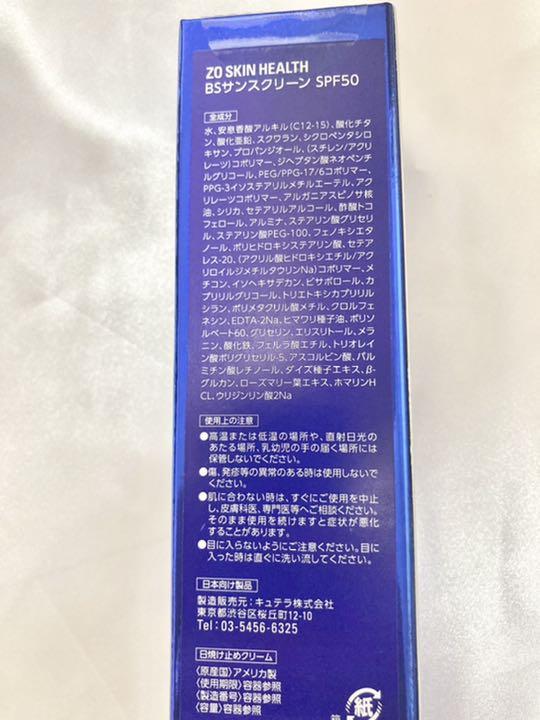 ZO SKIN HEALTH
BSサンスクリーン SPF50
全成分
水、安息香酸アルキル(C12-15)、酸化チタ
ン、酸化亜鉛、スクワラン、シクロペンタシロ
キサン、プロパンジオール、(スチレン/アクリ
レーツ)コポリマー、ジヘプタン酸ネオペンチ
ルグリコール、PEG/PPG-17/6コポリマー、
PPG-3イソステアリルメチルエーテル、アク
リレーツコポリマー、アルガニアスピノサ核
油、シリカ、セテアリルアルコール、酢酸トコ
フェロール、アルミナ、ステアリン酸グリセリ
ル、ステアリン酸PEG-100、フェノキシエタ
ノール、ポリヒドロキシステアリン酸、セテア
レス-20、(アクリル酸ヒドロキシエチル/アク
リロイルジメチルタウリンNa)コポリマー、メ
チコン、イソヘキサデカン、ビサボロール、カ
プリリルグリコール、トリエトキシカプリリル
シラン、ポリメタクリル酸メチル、クロルフェ
ネシン、EDTA-2Na、ヒマワリ種子油、ポリソ
ルベート60、グリセリン、エリスリトール、メラ
ニン、酸化鉄、フェルラ酸エチル、トリオレイ
ン酸ポリグリセリル-5、アスコルビン酸、パル
ミチン酸レチノール、ダイズ種子エキス、β-
グルカン、ローズマリー葉エキス、ホマリンH
CL、ウリジンリン酸2Na
使用上の注意
●高温または低温の場所や、直射日光の
あたる場所、乳幼児の手の届く場所には
保管しないでください。
●傷、発疹等の異常のある時は使用しないで
ください。
●肌に合わない時は、すぐにご使用を中止
し、皮膚科医、専門医等へご相談ください。
そのまま使用を続けますと症状が悪化
することがあります。
●目に入らないようにご注意ください。目に
入った時は直ぐに洗い流してください。
日本向け製品
製造販売元:キュテラ株式会社
東京都渋谷区桜丘町12-10
Tel:03-5456-6325
日焼け止めクリーム
〈原産国〉アメリカ製
〈使用期限〉容器参照
〈製造番号〉容器参照
〈容量〉容器参照
紙
箱